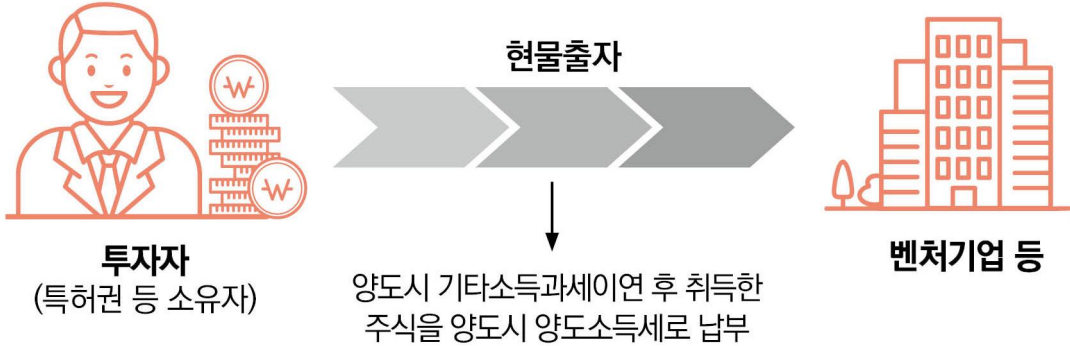 현물출자
투자자
(특허권 등 소유자)
양도시 기타소득과세이연 후 취득한
주식을 양도시 양도소득세로 납부
벤처기업 등